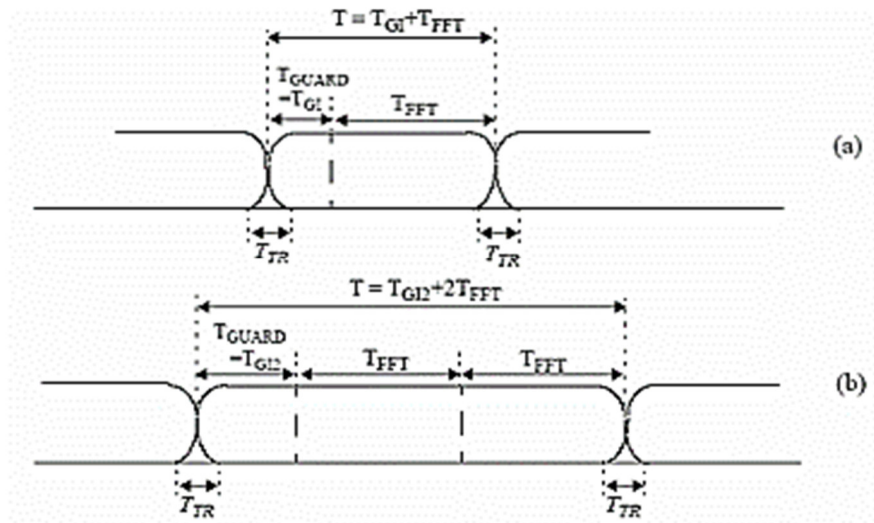 T = TGI+TFFT
TGUARD
=TGI
TFFT
(a)
TTR
TTR
T = TGI2+2TFFT
TGUARD
=TGI2
TFFT
TFFT
(b)
TTR
TTR